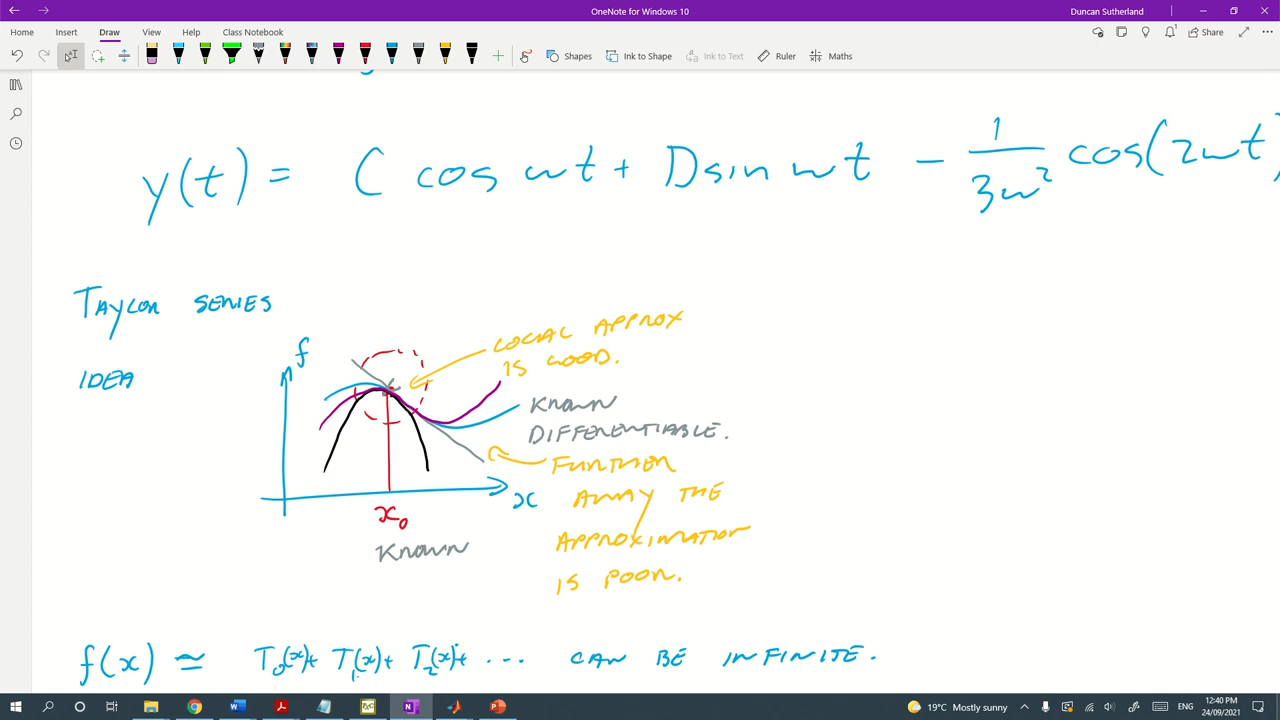 OneNote for Windows 10
Duncan Sutherland
Home Insert Draw View Help Class Notebook
Share
Shapes Ink to Shape Ink to Text Ruler Maths
y(t) = C cos ωt + D sin ωt - 1/3ω² cos(2ωt)
TAYLOR SERIES
IDEA
f
LOCAL APPROX
IS GOOD.
KNOWN
DIFFERENTIABLE.
FURTHER
AWAY THE
APPROXIMATION
IS POOR.
x
x₀
KNOWN
f(x) ≃ T₀(x)+ T₁(x)+ T₂(x)+ ... CAN BE INFINITE.
19°C Mostly sunny
ENG
12:40 PM
24/09/2021